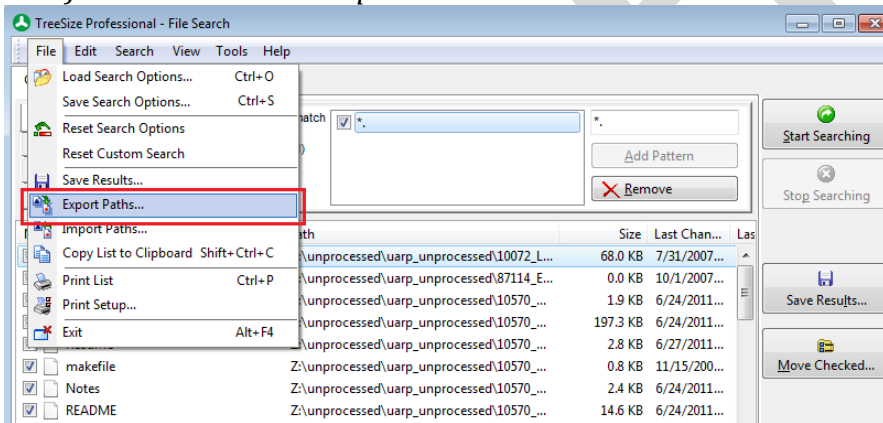 TreeSize Professional - File Search
File Edit Search View Tools Help
Load Search Options... Ctrl+O
Save Search Options... Ctrl+S
Reset Search Options
Reset Custom Search
Save Results...
Export Paths...
Import Paths...
Copy List to Clipboard Shift+Ctrl+C
Print List Ctrl+P
Print Setup...
Exit Alt+F4
*.
*.
Add Pattern
Remove
Start Searching
Stop Searching
Save Results...
Move Checked...
Size Last Chan... Las
:\unprocessed\uarp_unprocessed\10072_L... 68.0 KB 7/31/2007...
:\unprocessed\uarp_unprocessed\87114_E... 0.0 KB 10/1/2007...
:\unprocessed\uarp_unprocessed\10570_... 1.9 KB 6/24/2011...
:\unprocessed\uarp_unprocessed\10570_... 197.3 KB 6/24/2011...
:\unprocessed\uarp_unprocessed\10570_... 2.8 KB 6/27/2011...
makefile Z:\unprocessed\uarp_unprocessed\10570_... 0.8 KB 11/15/200...
Notes Z:\unprocessed\uarp_unprocessed\10570_... 2.4 KB 6/24/2011...
README Z:\unprocessed\uarp_unprocessed\10570_... 14.6 KB 6/24/2011...